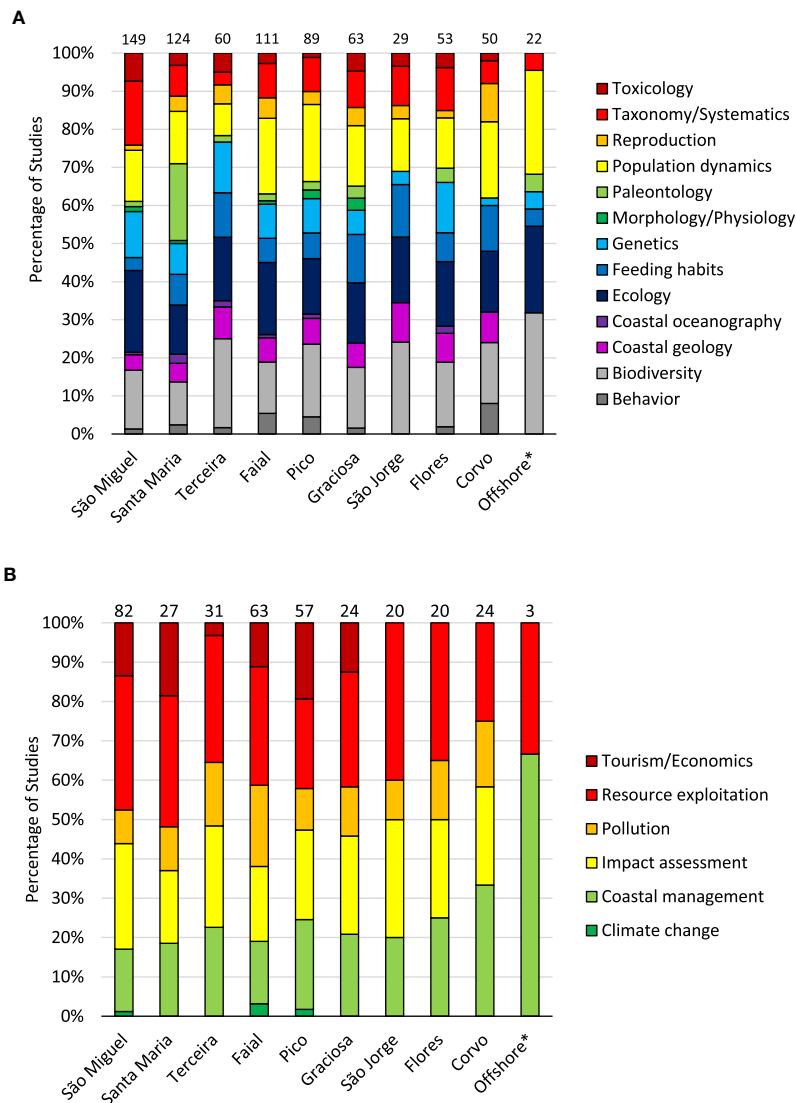 A
149 124 60 111 89 63 29 53 50 22
Percentage of Studies
100%
90%
80%
70%
60%
50%
40%
30%
20%
10%
0%
São Miguel
Santa Maria
Terceira
Faial
Pico
Graciosa
São Jorge
Flores
Corvo
Offshore*
Toxicology
Taxonomy/Systematics
Reproduction
Population dynamics
Paleontology
Morphology/Physiology
Genetics
Feeding habits
Ecology
Coastal oceanography
Coastal geology
Biodiversity
Behavior
B
82 27 31 63 57 24 20 20 24 3
Percentage of Studies
100%
90%
80%
70%
60%
50%
40%
30%
20%
10%
0%
São Miguel
Santa Maria
Terceira
Faial
Pico
Graciosa
São Jorge
Flores
Corvo
Offshore*
Tourism/Economics
Resource exploitation
Pollution
Impact assessment
Coastal management
Climate change